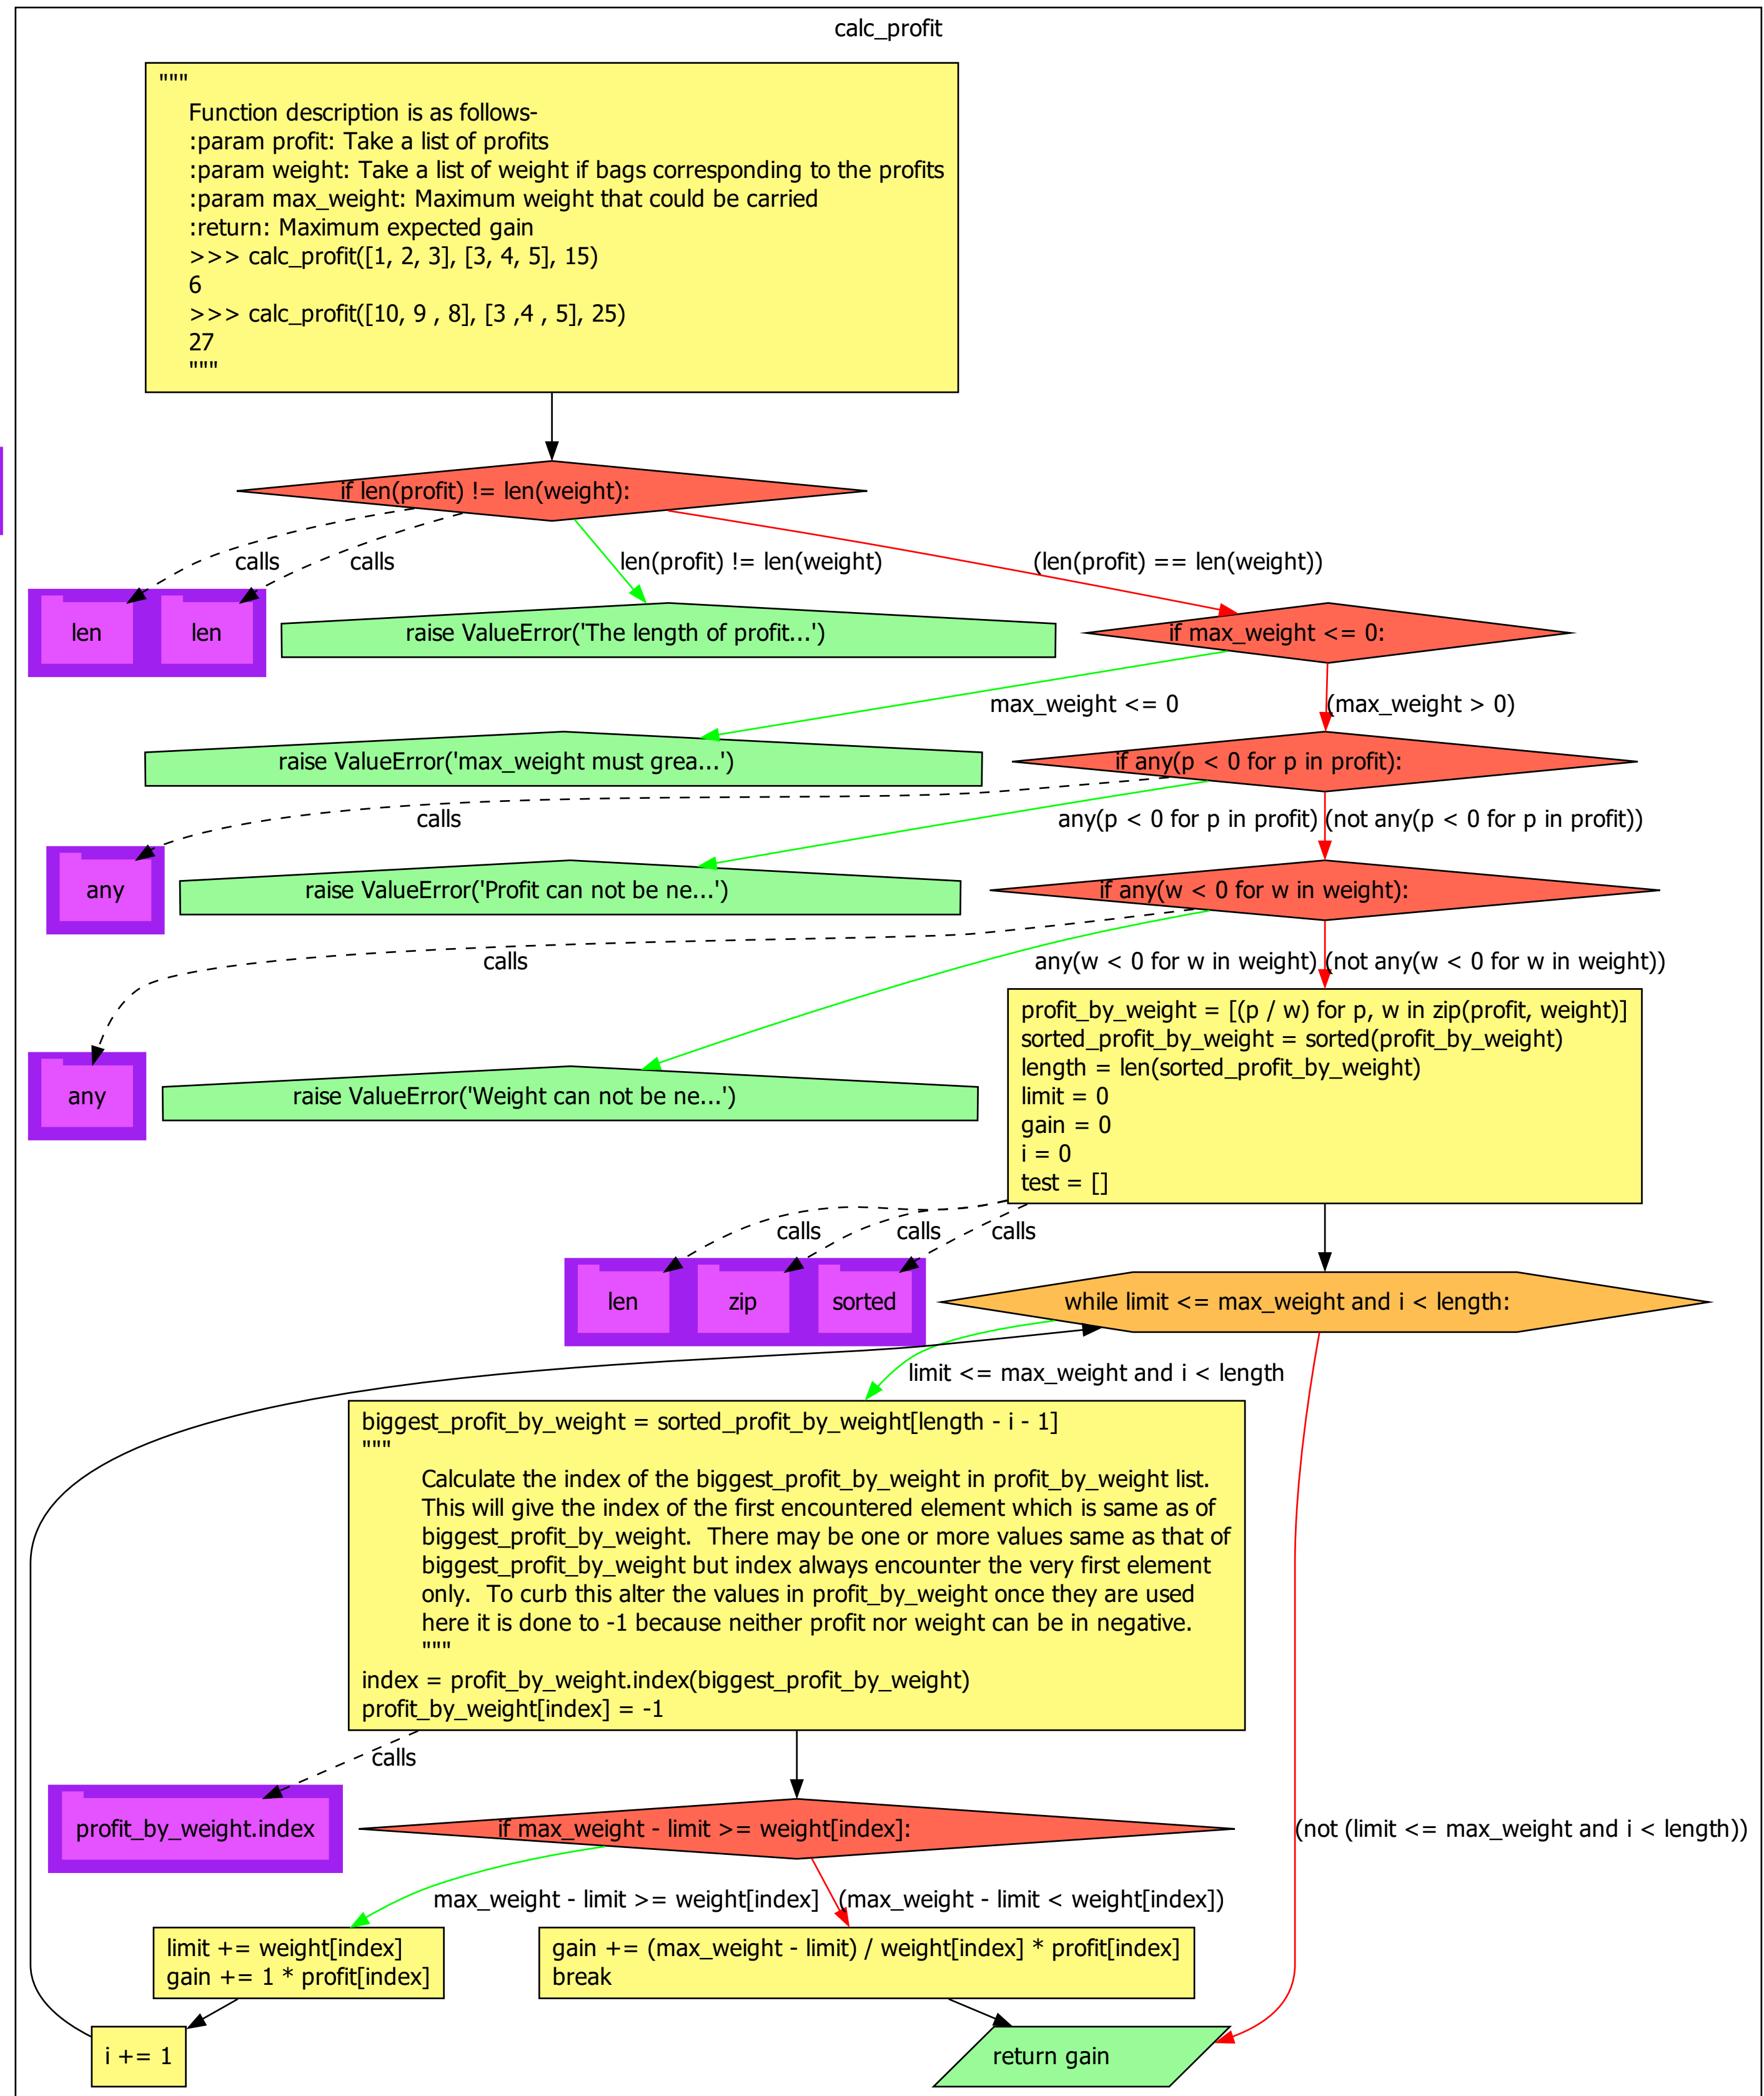 calc_profit
"""
Function description is as follows-
:param profit: Take a list of profits
:param weight: Take a list of weight if bags corresponding to the profits
:param max_weight: Maximum weight that could be carried
:return: Maximum expected gain
>>> calc_profit([1, 2, 3], [3, 4, 5], 15)
6
>>> calc_profit([10, 9 , 8], [3 ,4 , 5], 25)
27
"""
if len(profit) != len(weight):
calls
calls
len(profit) != len(weight)
(len(profit) == len(weight))
len
len
raise ValueError('The length of profit...')
if max_weight <= 0:
max_weight <= 0
(max_weight > 0)
raise ValueError('max_weight must grea...')
if any(p < 0 for p in profit):
calls
any(p < 0 for p in profit)
(not any(p < 0 for p in profit))
any
raise ValueError('Profit can not be ne...')
if any(w < 0 for w in weight):
calls
any(w < 0 for w in weight)
(not any(w < 0 for w in weight))
any
raise ValueError('Weight can not be ne...')
profit_by_weight = [(p / w) for p, w in zip(profit, weight)]
sorted_profit_by_weight = sorted(profit_by_weight)
length = len(sorted_profit_by_weight)
limit = 0
gain = 0
i = 0
test = []
calls
calls
calls
len
zip
sorted
while limit <= max_weight and i < length:
limit <= max_weight and i < length
biggest_profit_by_weight = sorted_profit_by_weight[length - i - 1]
"""
Calculate the index of the biggest_profit_by_weight in profit_by_weight list.
This will give the index of the first encountered element which is same as of
biggest_profit_by_weight.  There may be one or more values same as that of
biggest_profit_by_weight but index always encounter the very first element
only.  To curb this alter the values in profit_by_weight once they are used
here it is done to -1 because neither profit nor weight can be in negative.
"""
index = profit_by_weight.index(biggest_profit_by_weight)
profit_by_weight[index] = -1
calls
profit_by_weight.index
if max_weight - limit >= weight[index]:
(not (limit <= max_weight and i < length))
max_weight - limit >= weight[index]
(max_weight - limit < weight[index])
limit += weight[index]
gain += 1 * profit[index]
gain += (max_weight - limit) / weight[index] * profit[index]
break
i += 1
return gain